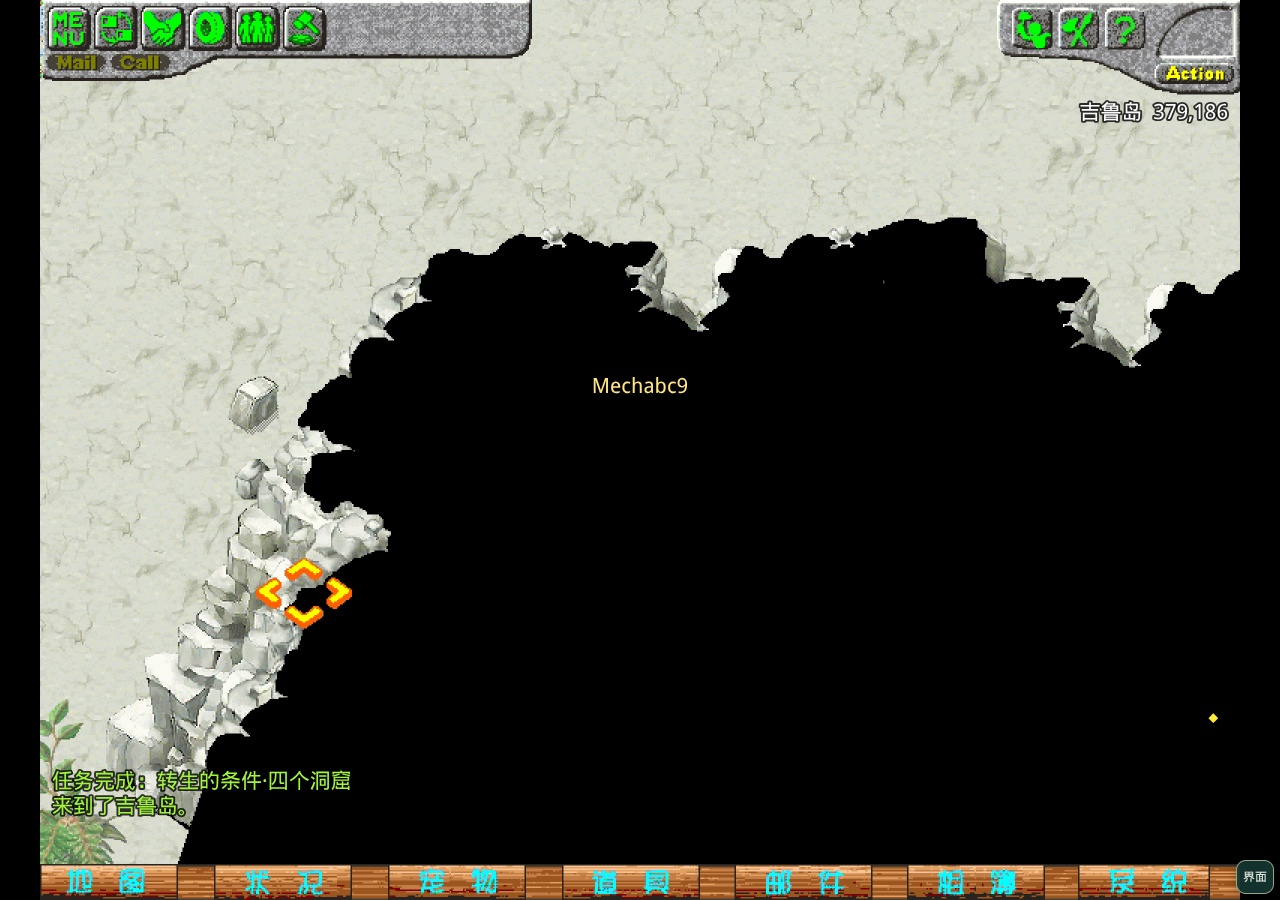 MENU
Mail Call
Action
吉鲁岛 379,186
Mechabc9
任务完成：转生的条件·四个洞窟
来到了吉鲁岛。
地图 状况 宠物 道具 邮件 相簿 系统
界面